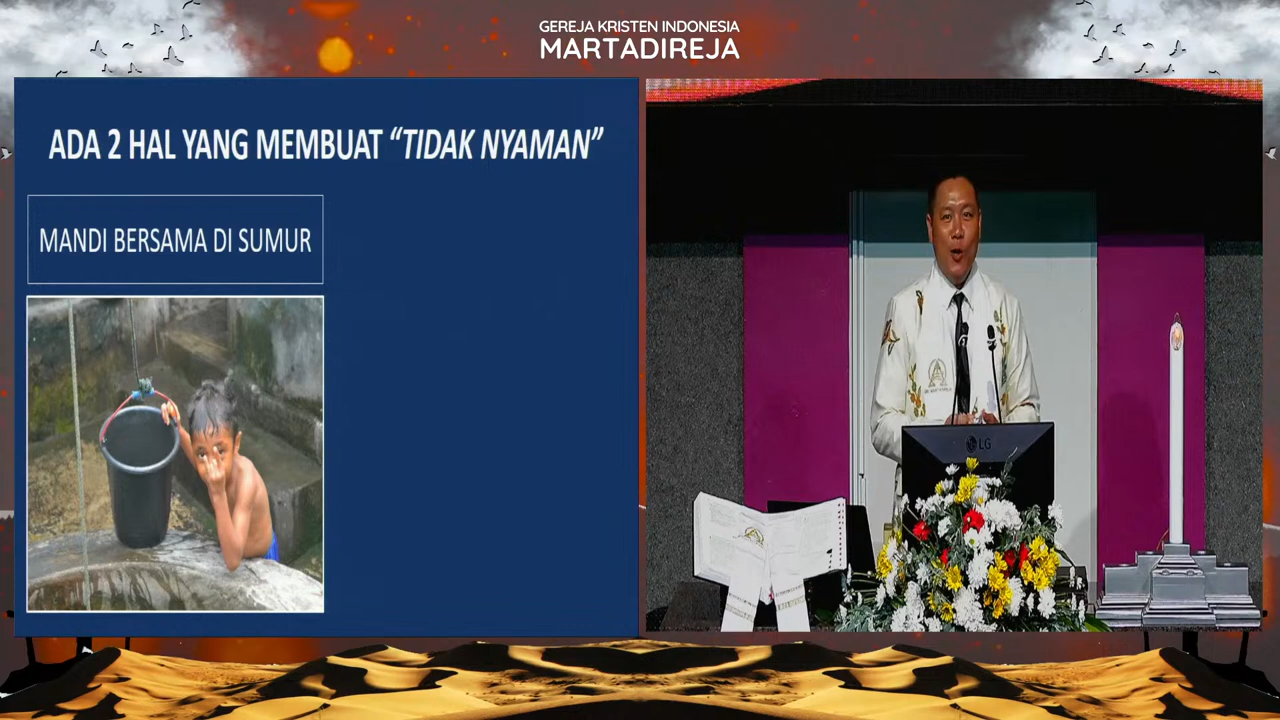 GEREJA KRISTEN INDONESIA
MARTADIREJA
ADA 2 HAL YANG MEMBUAT “TIDAK NYAMAN”
MANDI BERSAMA DI SUMUR
LG